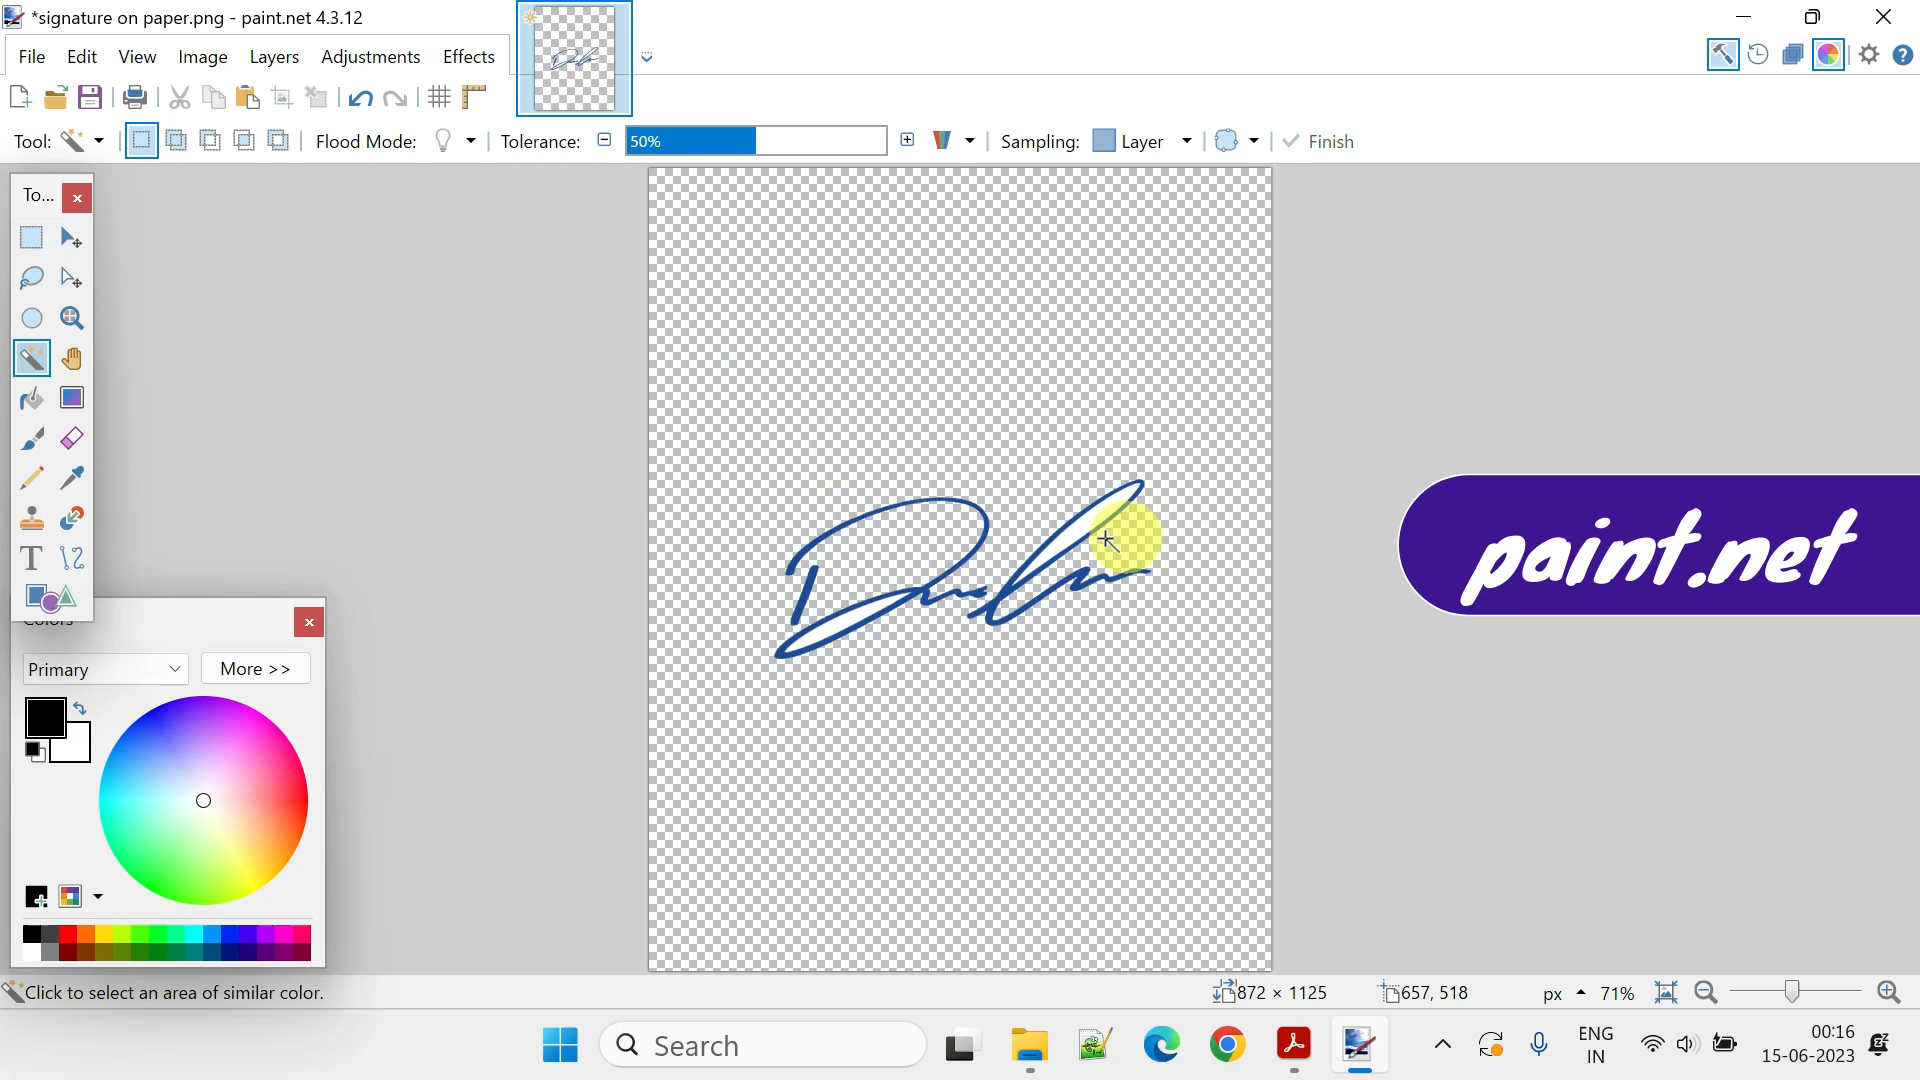 *signature on paper.png - paint.net 4.3.12
File Edit View Image Layers Adjustments Effects
Tool: Flood Mode: Tolerance: 50% Sampling: Layer Finish
To...
paint.net
Colors
Primary More >>
Click to select an area of similar color. 872 × 1125 657, 518 px 71%
Search
ENG
IN
00:16
15-06-2023